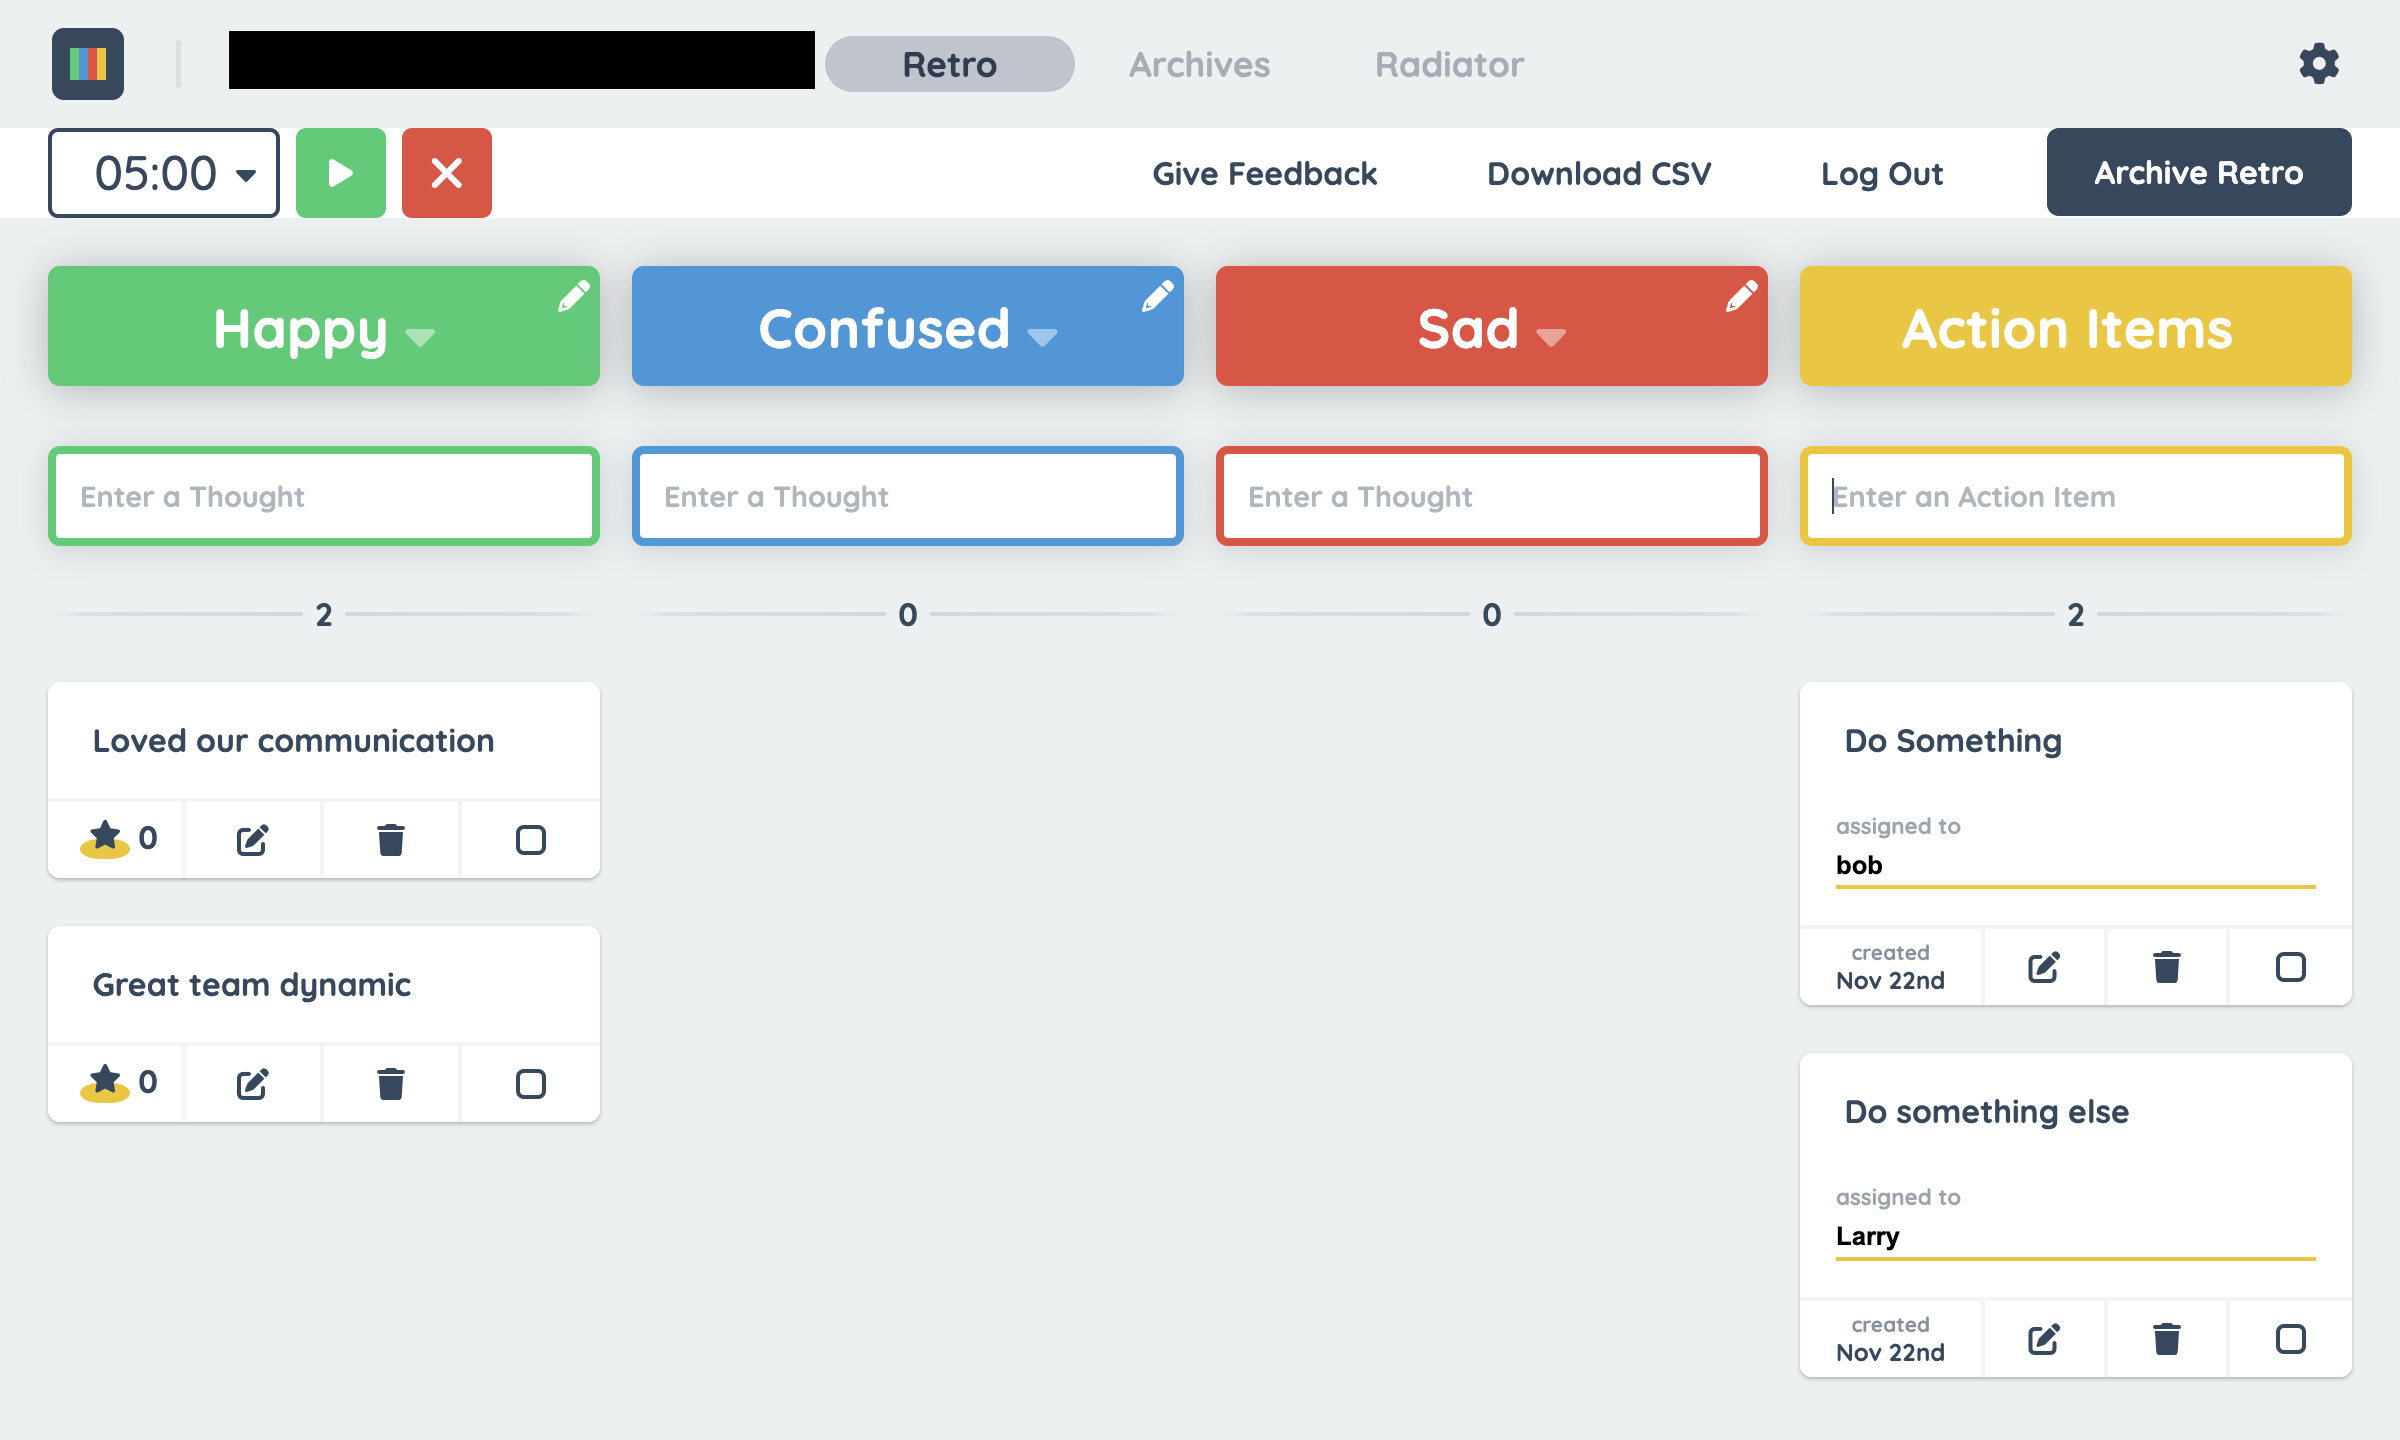 Retro Archives Radiator
05:00 Give Feedback Download CSV Log Out Archive Retro
Happy Confused Sad Action Items
Enter a Thought Enter a Thought Enter a Thought Enter an Action Item
2 0 0 2
Loved our communication
0
Great team dynamic
0
Do Something
assigned to
bob
created
Nov 22nd
Do something else
assigned to
Larry
created
Nov 22nd